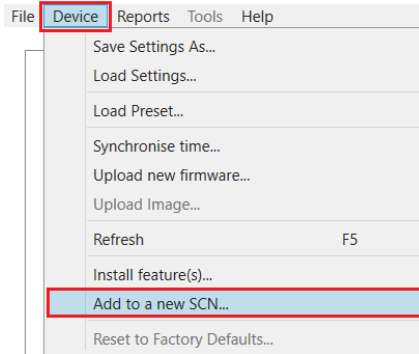 File Device Reports Tools Help
Save Settings As...
Load Settings...
Load Preset...
Synchronise time...
Upload new firmware...
Upload Image...
Refresh F5
Install feature(s)...
Add to a new SCN...
Reset to Factory Defaults...